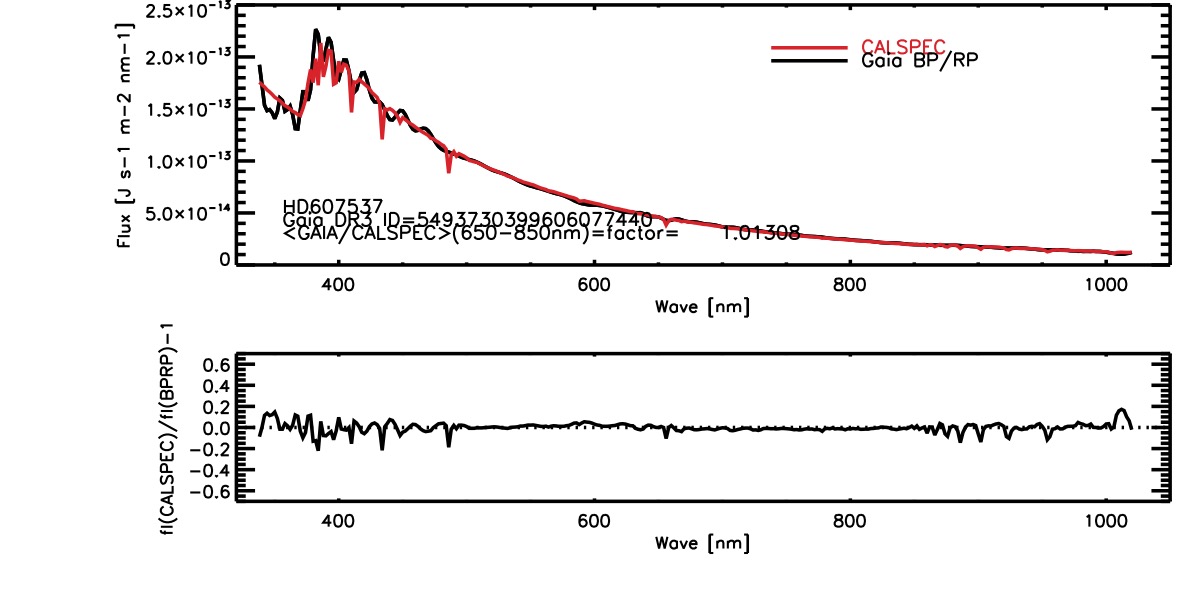 2.5×10−13
2.0×10−13
1.5×10−13
1.0×10−13
5.0×10−14
0
Flux [J s−1 m−2 nm−1]
CALSPEC
Gaia BP/RP
HD607537
Gaia DR3 ID=5493730399606077440
<GAIA/CALSPEC>(650−850nm)=factor= 1.01308
400 600 800 1000
Wave [nm]
fl(CALSPEC)/fl(BPRP)−1
0.6
0.4
0.2
0.0
−0.2
−0.4
−0.6
400 600 800 1000
Wave [nm]